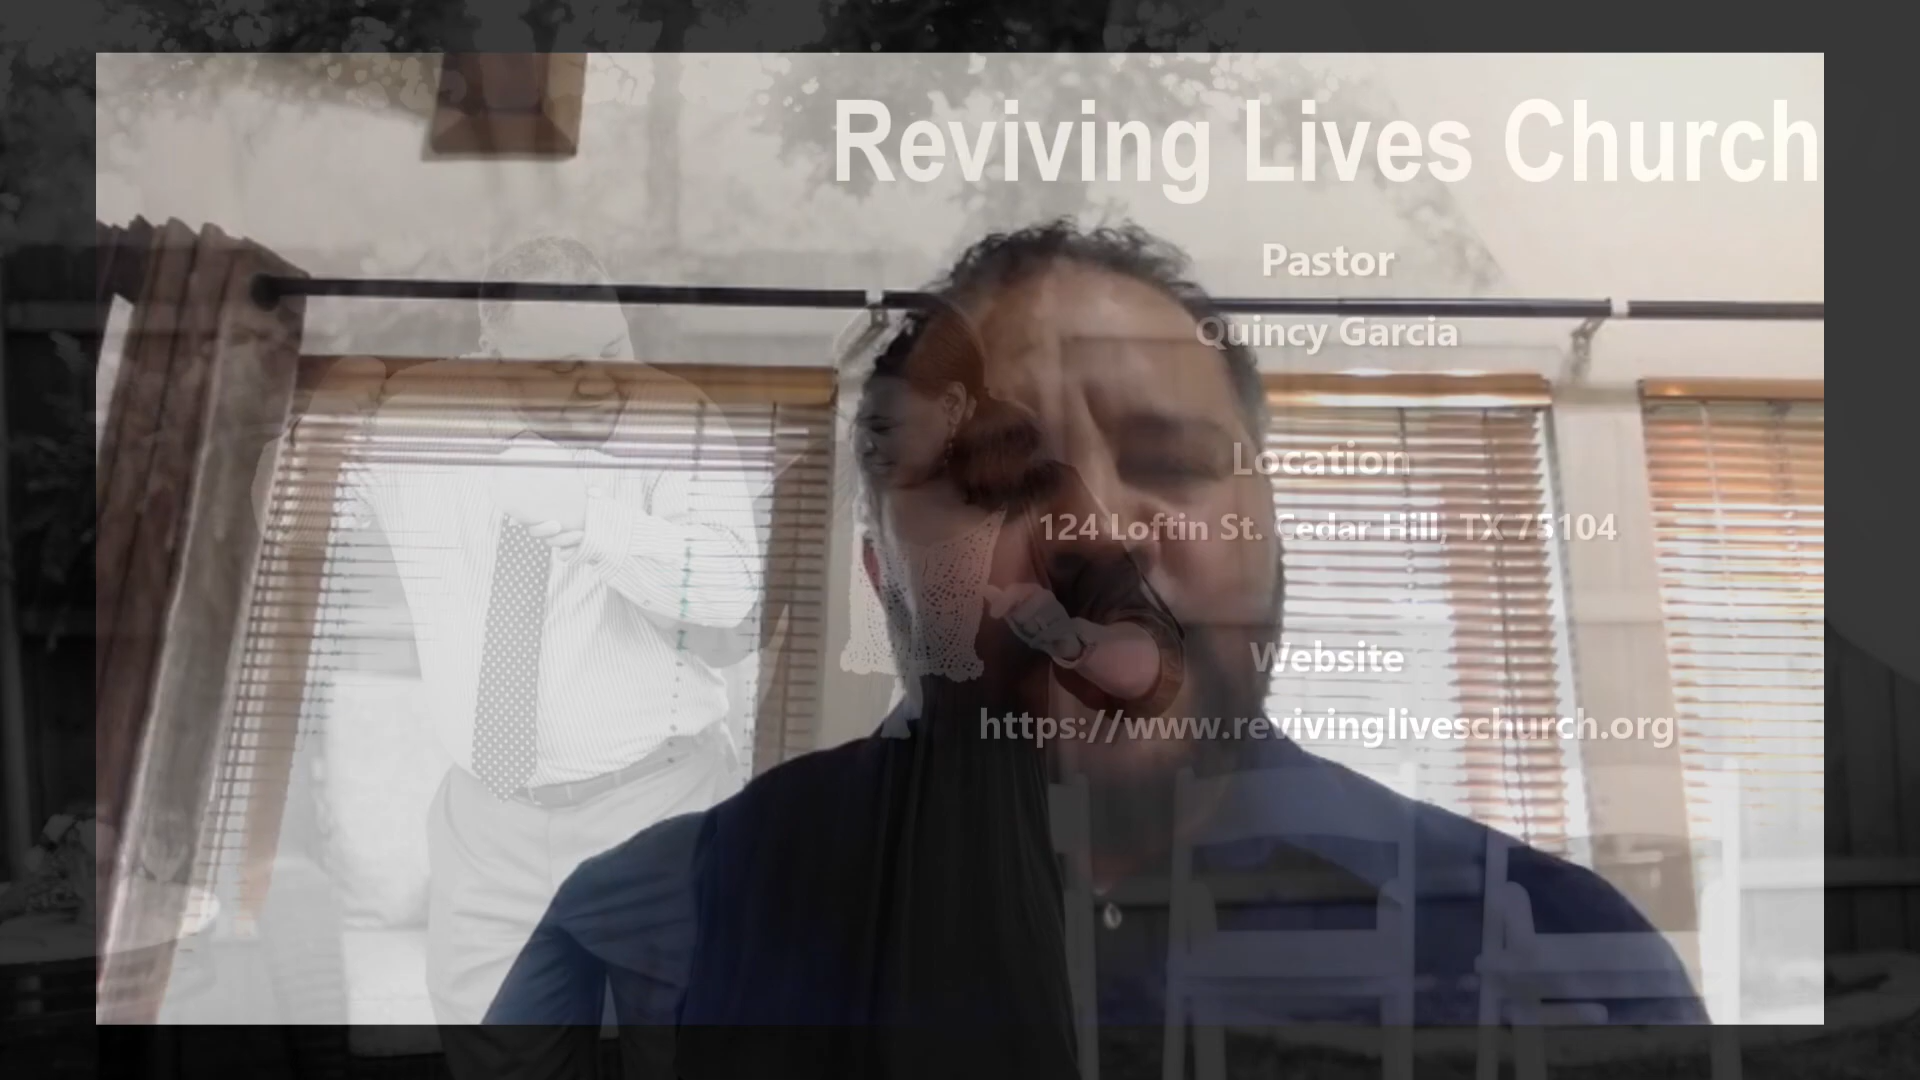 Reviving Lives Church
Pastor
Quincy Garcia
Location
124 Loftin St. Cedar Hill, TX 75104
Website
https://www.revivingliveschurch.org